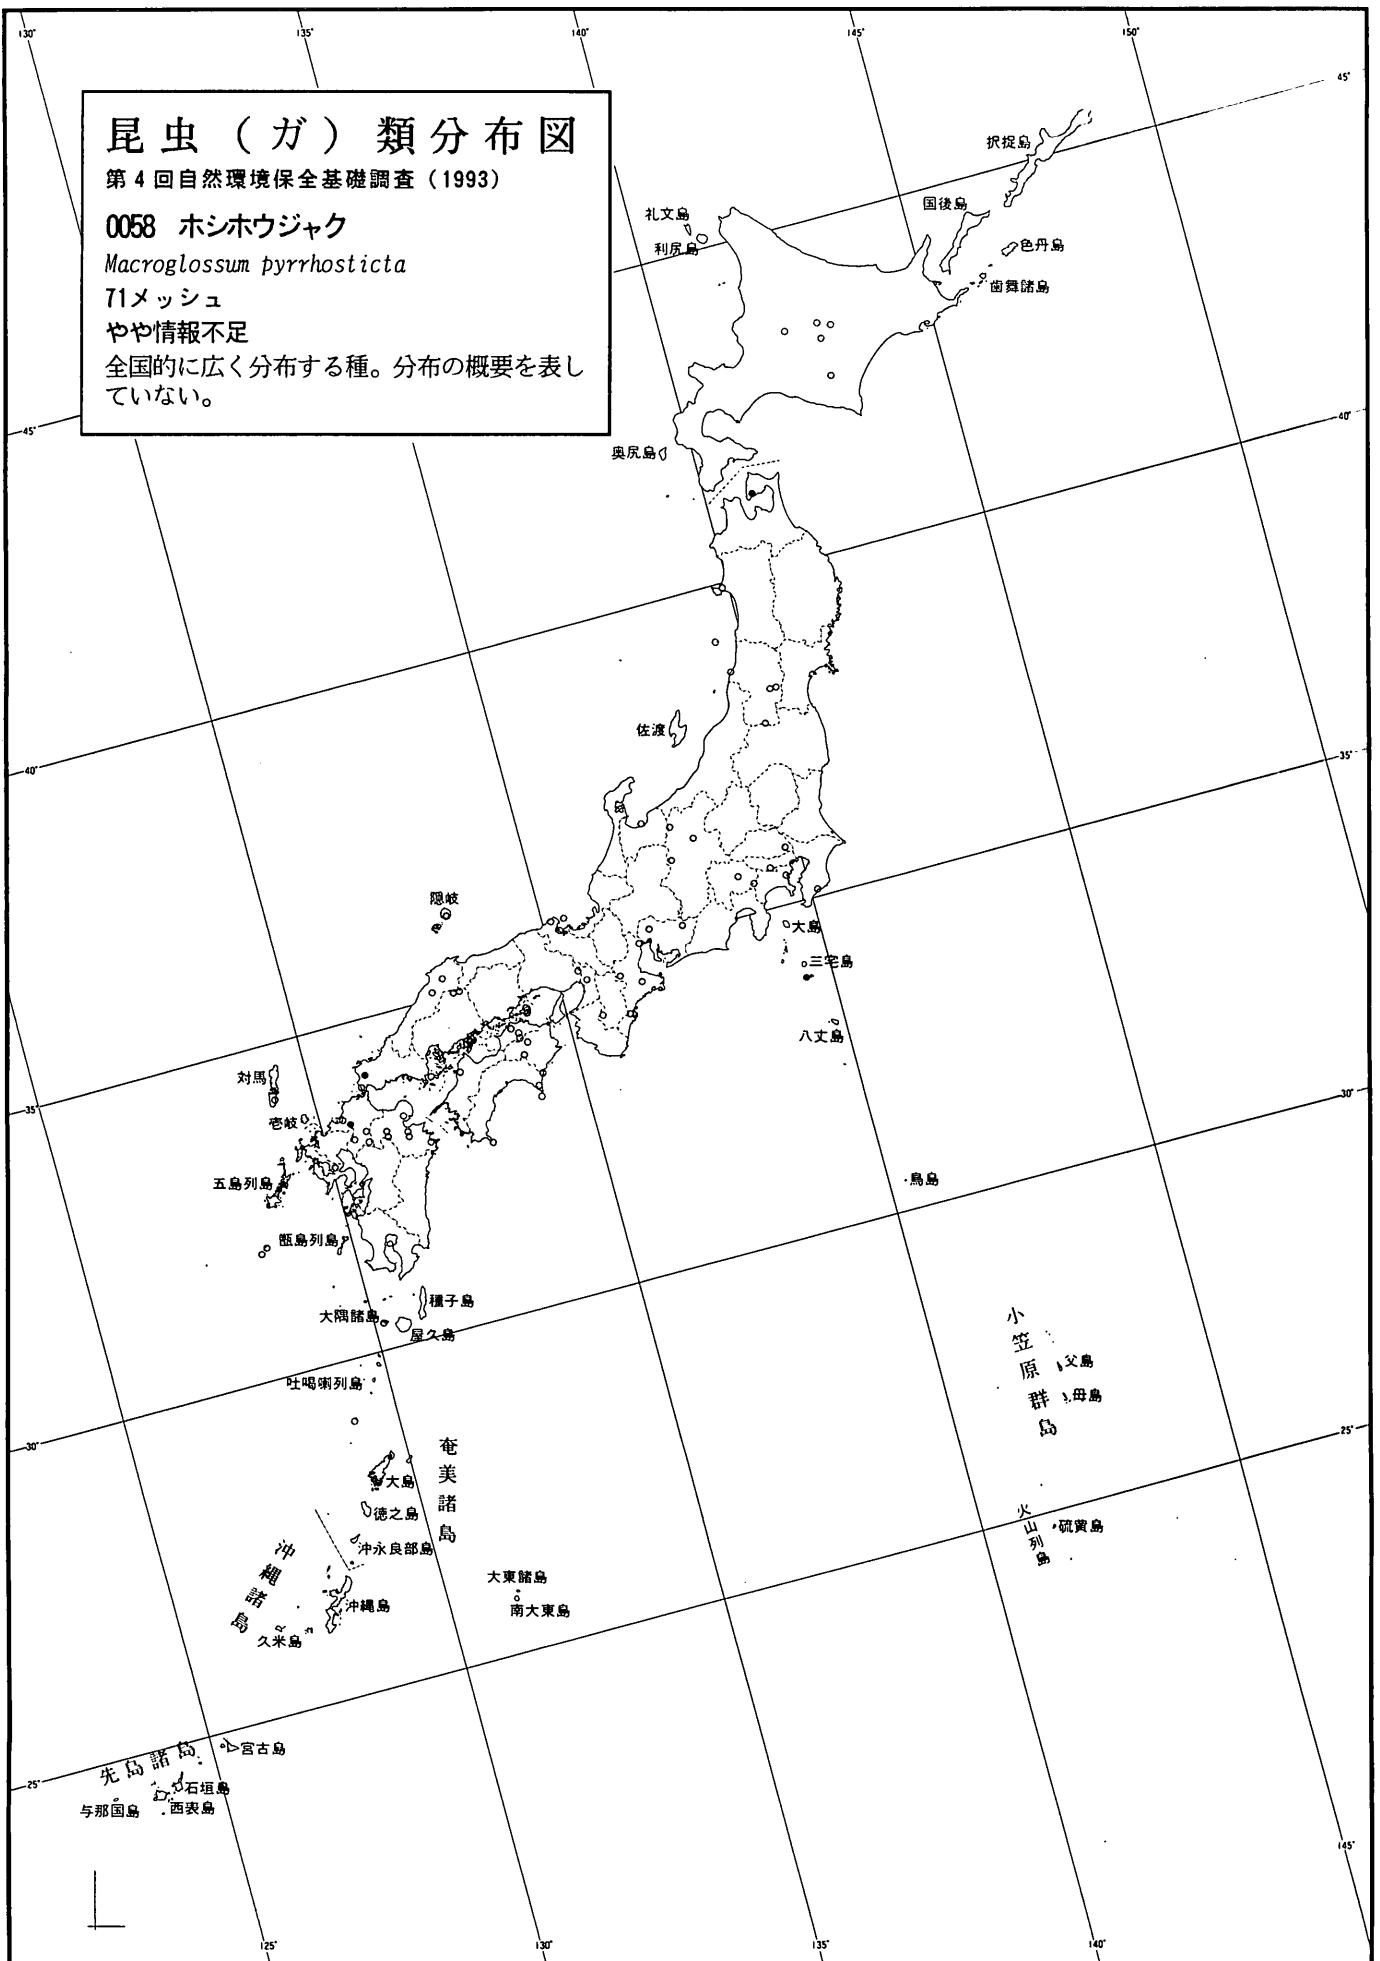 130°
135°
140°
145°
150°
昆虫（ガ）類分布図
第4回自然環境保全基礎調査（1993）
0058 ホシホウジャク
Macroglossum pyrrhosticta
71メッシュ
やや情報不足
全国的に広く分布する種。分布の概要を表し
ていない。
45°
択捉島
国後島
色丹島
歯舞諸島
礼文島
利尻島
45°
40°
奥尻島
佐渡
40°
35°
隠岐
大島
三宅島
八丈島
対馬
壱岐
35°
30°
五島列島
鳥島
甑島列島
種子島
大隅諸島
屋久島
吐喝喇列島
小笠原群島
父島
母島
30°
25°
奄美諸島
大島
徳之島
沖永良部島
火山列島
硫黄島
沖縄諸島
沖縄島
久米島
大東諸島
南大東島
先島諸島
宮古島
石垣島
西表島
与那国島
25°
145°
125°
130°
135°
140°